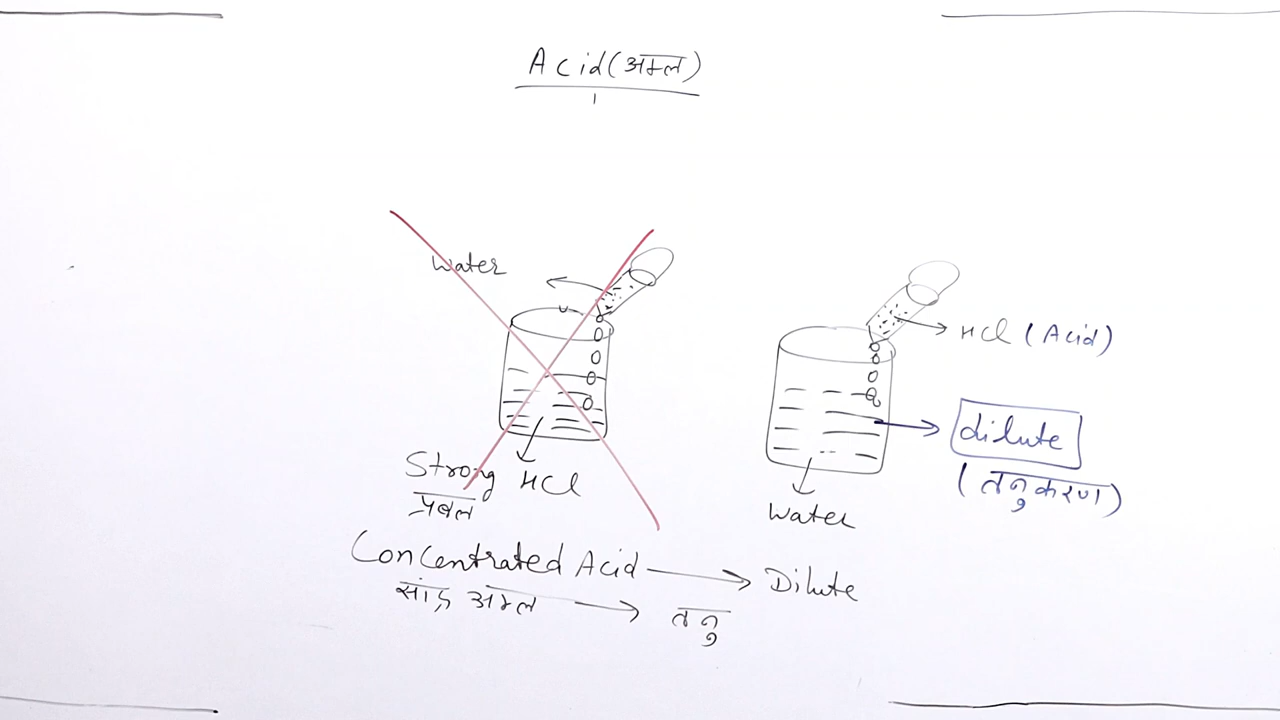 Acid (अम्ल)
Water
HCl (Acid)
dilute
(तनुकरण)
Strong HCl
प्रबल
Water
Concentrated Acid → Dilute
सांद्र अम्ल → तनु